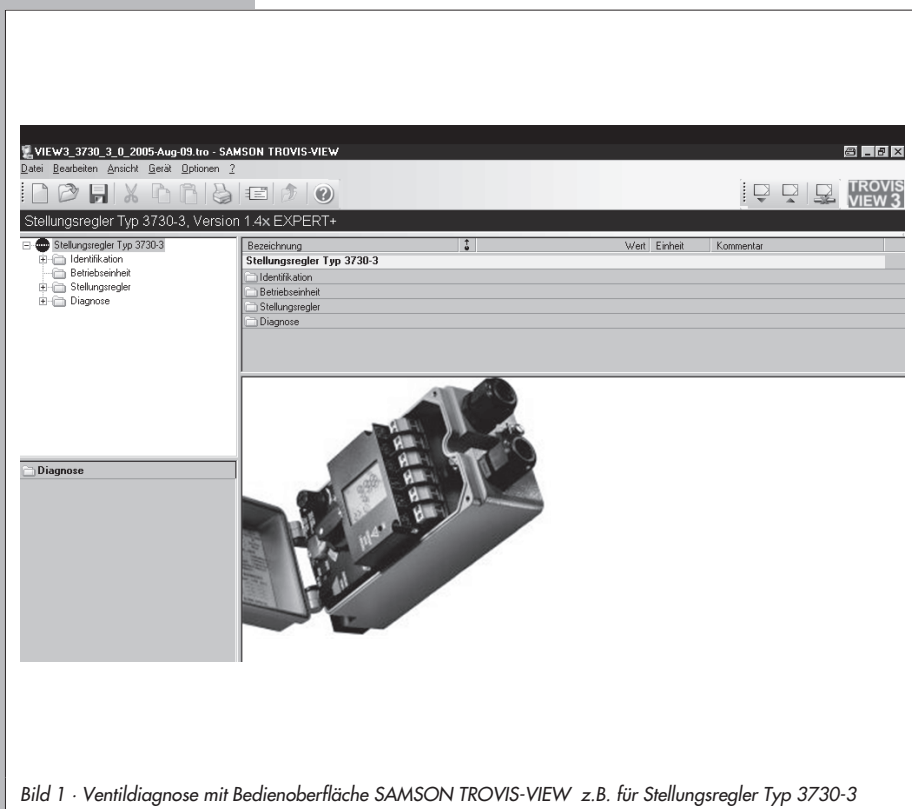 VIEW3_3730_3_0_2005-Aug-09.tro - SAMSON TROVIS-VIEW
Datei Bearbeiten Ansicht Gerät Optionen ?
TROVIS
VIEW 3
Stellungsregler Typ 3730-3, Version 1.4x EXPERT+
Stellungsregler Typ 3730-3
Identifikation
Betriebseinheit
Stellungsregler
Diagnose
Bezeichnung Wert Einheit Kommentar
Stellungsregler Typ 3730-3
Identifikation
Betriebseinheit
Stellungsregler
Diagnose
Diagnose
Bild 1 · Ventildiagnose mit Bedienoberfläche SAMSON TROVIS-VIEW z.B. für Stellungsregler Typ 3730-3